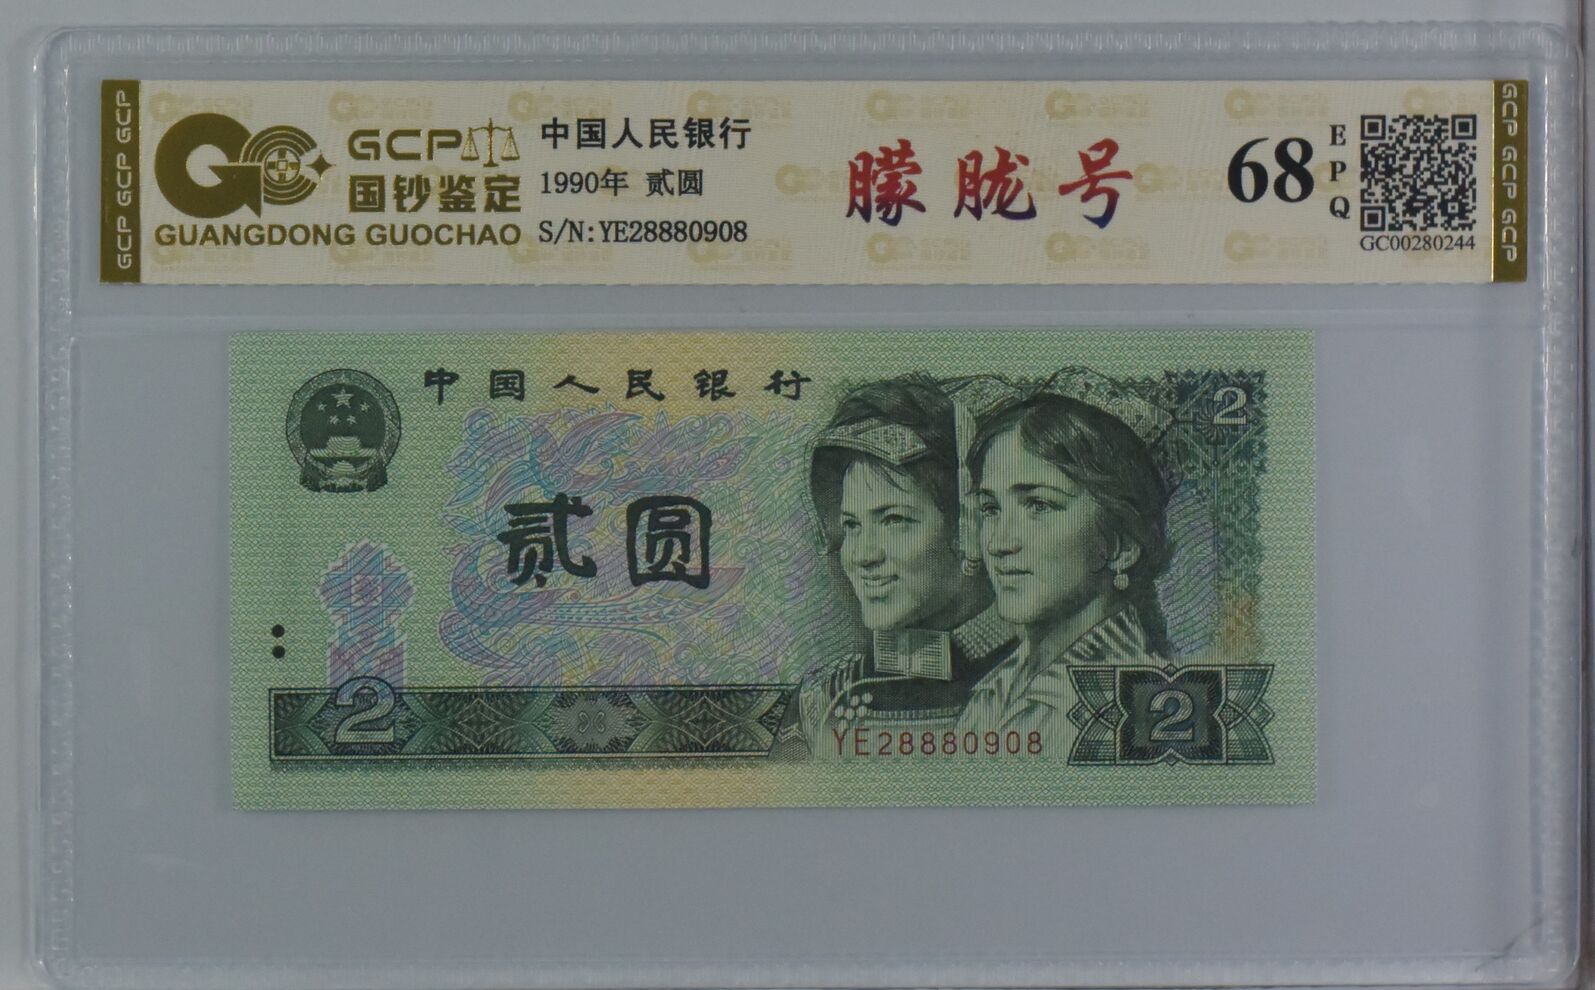 GCP GCP GCP
GCP
国钞鉴定
GUANGDONG GUOCHAO
中国人民银行
1990年 贰圆
S/N:YE28880908
朦胧号
68
EPQ
GC00280244
GCP GCP GCP
中国人民银行
2
贰圆
2
YE28880908
2